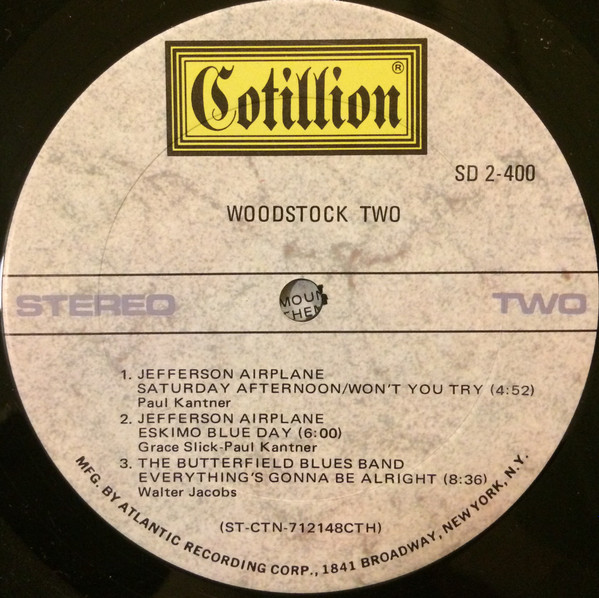 Cotillion®
SD 2-400
WOODSTOCK TWO
STEREO
TWO
MOUN
THEN
1. JEFFERSON AIRPLANE
SATURDAY AFTERNOON/WON'T YOU TRY (4:52)
Paul Kantner
2. JEFFERSON AIRPLANE
ESKIMO BLUE DAY (6:00)
Grace Slick-Paul Kantner
3. THE BUTTERFIELD BLUES BAND
EVERYTHING'S GONNA BE ALRIGHT (8:36)
Walter Jacobs
(ST-CTN-712148CTH)
MFG. BY ATLANTIC RECORDING CORP., 1841 BROADWAY, NEW YORK, N.Y.